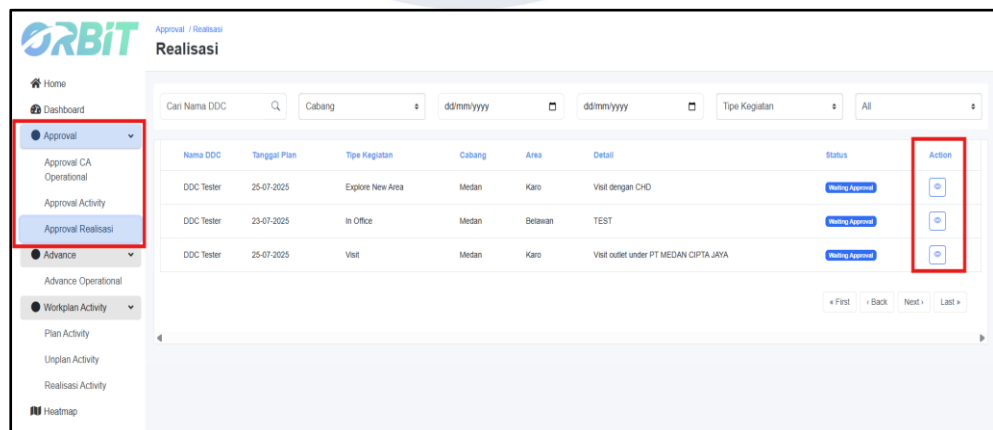 ORBiT
Approval / Realisasi
Realisasi
Home
Dashboard
Approval
Approval CA
Operational
Approval Activity
Approval Realisasi
Advance
Advance Operational
Workplan Activity
Plan Activity
Unplan Activity
Realisasi Activity
Heatmap
Cari Nama DDC Cabang dd/mm/yyyy dd/mm/yyyy Tipe Kegiatan All
Nama DDC Tanggal Plan Tipe Kegiatan Cabang Area Detail Status Action
DDC Tester 25-07-2025 Explore New Area Medan Karo Visit dengan CHD Waiting Approval
DDC Tester 23-07-2025 In Office Medan Belawan TEST Waiting Approval
DDC Tester 25-07-2025 Visit Medan Karo Visit outlet under PT MEDAN CIPTA JAYA Waiting Approval
« First ‹ Back Next › Last »